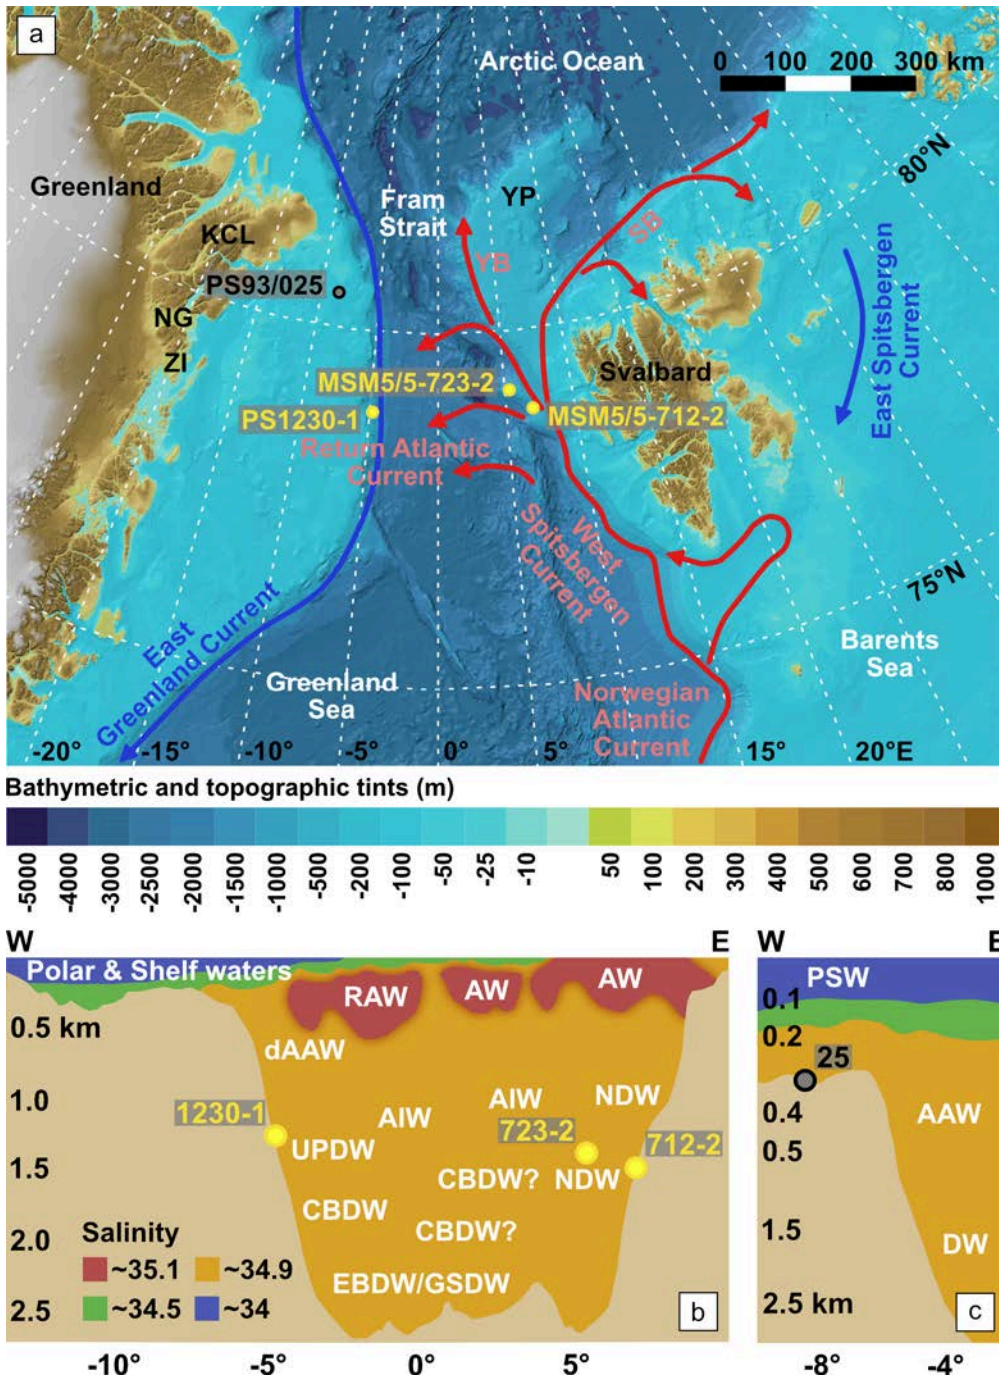 a
Arctic Ocean
0 100 200 300 km
80°N
Greenland
Fram
Strait
YP
KCL
SB
YB
PS93/025
NG
ZI
East Spitsbergen
Current
Svalbard
MSM5/5-723-2
MSM5/5-712-2
PS1230-1
Return Atlantic
Current
West
Spitsbergen
Current
75°N
East
Greenland Current
Greenland
Sea
Barents
Sea
Norwegian
Atlantic
Current
-20° -15° -10° -5° 0° 5° 15° 20°E
Bathymetric and topographic tints (m)
-5000 -4000 -3000 -2000 -1000 -500 -200 -100 -50 -25 -10 0 50 100 200 300 400 500 600 700 800 900 1000
W E
Polar & Shelf waters
RAW AW AW
0.5 km
dAAW
1.0
AIW AIW NDW
1230-1
723-2
712-2
UPDW
1.5
CBDW? NDW
CBDW
CBDW?
Salinity
2.0
~35.1 ~34.9
~34.5 ~34
EBDW/GSDW
2.5
b
-10° -5° 0° 5°
W E
PSW
0.1
0.2
25
0.4
AAW
0.5
1.5
DW
2.5 km
c
-8° -4°